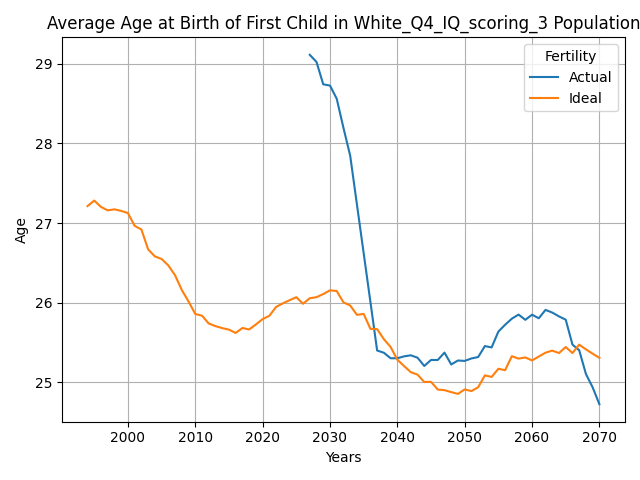 Average Age at Birth of First Child in White_Q4_IQ_scoring_3 Population
Fertility
Actual
Ideal
29
28
27
26
25
Age
2000
2010
2020
2030
2040
2050
2060
2070
Years